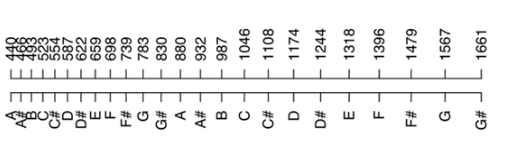 440 466 493 523 554 587 622 659 698 739 783 830 880 932 987 1046 1108 1174 1244 1318 1396 1479 1567 1661
A A# B C C# D D# E F F# G G# A A# B C C# D D# E F F# G G#